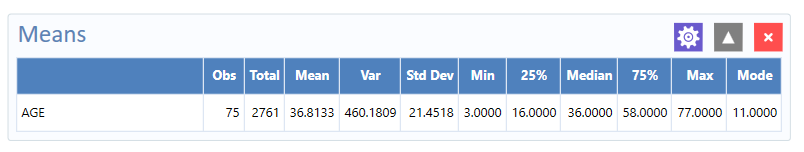 Means
Obs Total Mean Var Std Dev Min 25% Median 75% Max Mode
AGE 75 2761 36.8133 460.1809 21.4518 3.0000 16.0000 36.0000 58.0000 77.0000 11.0000